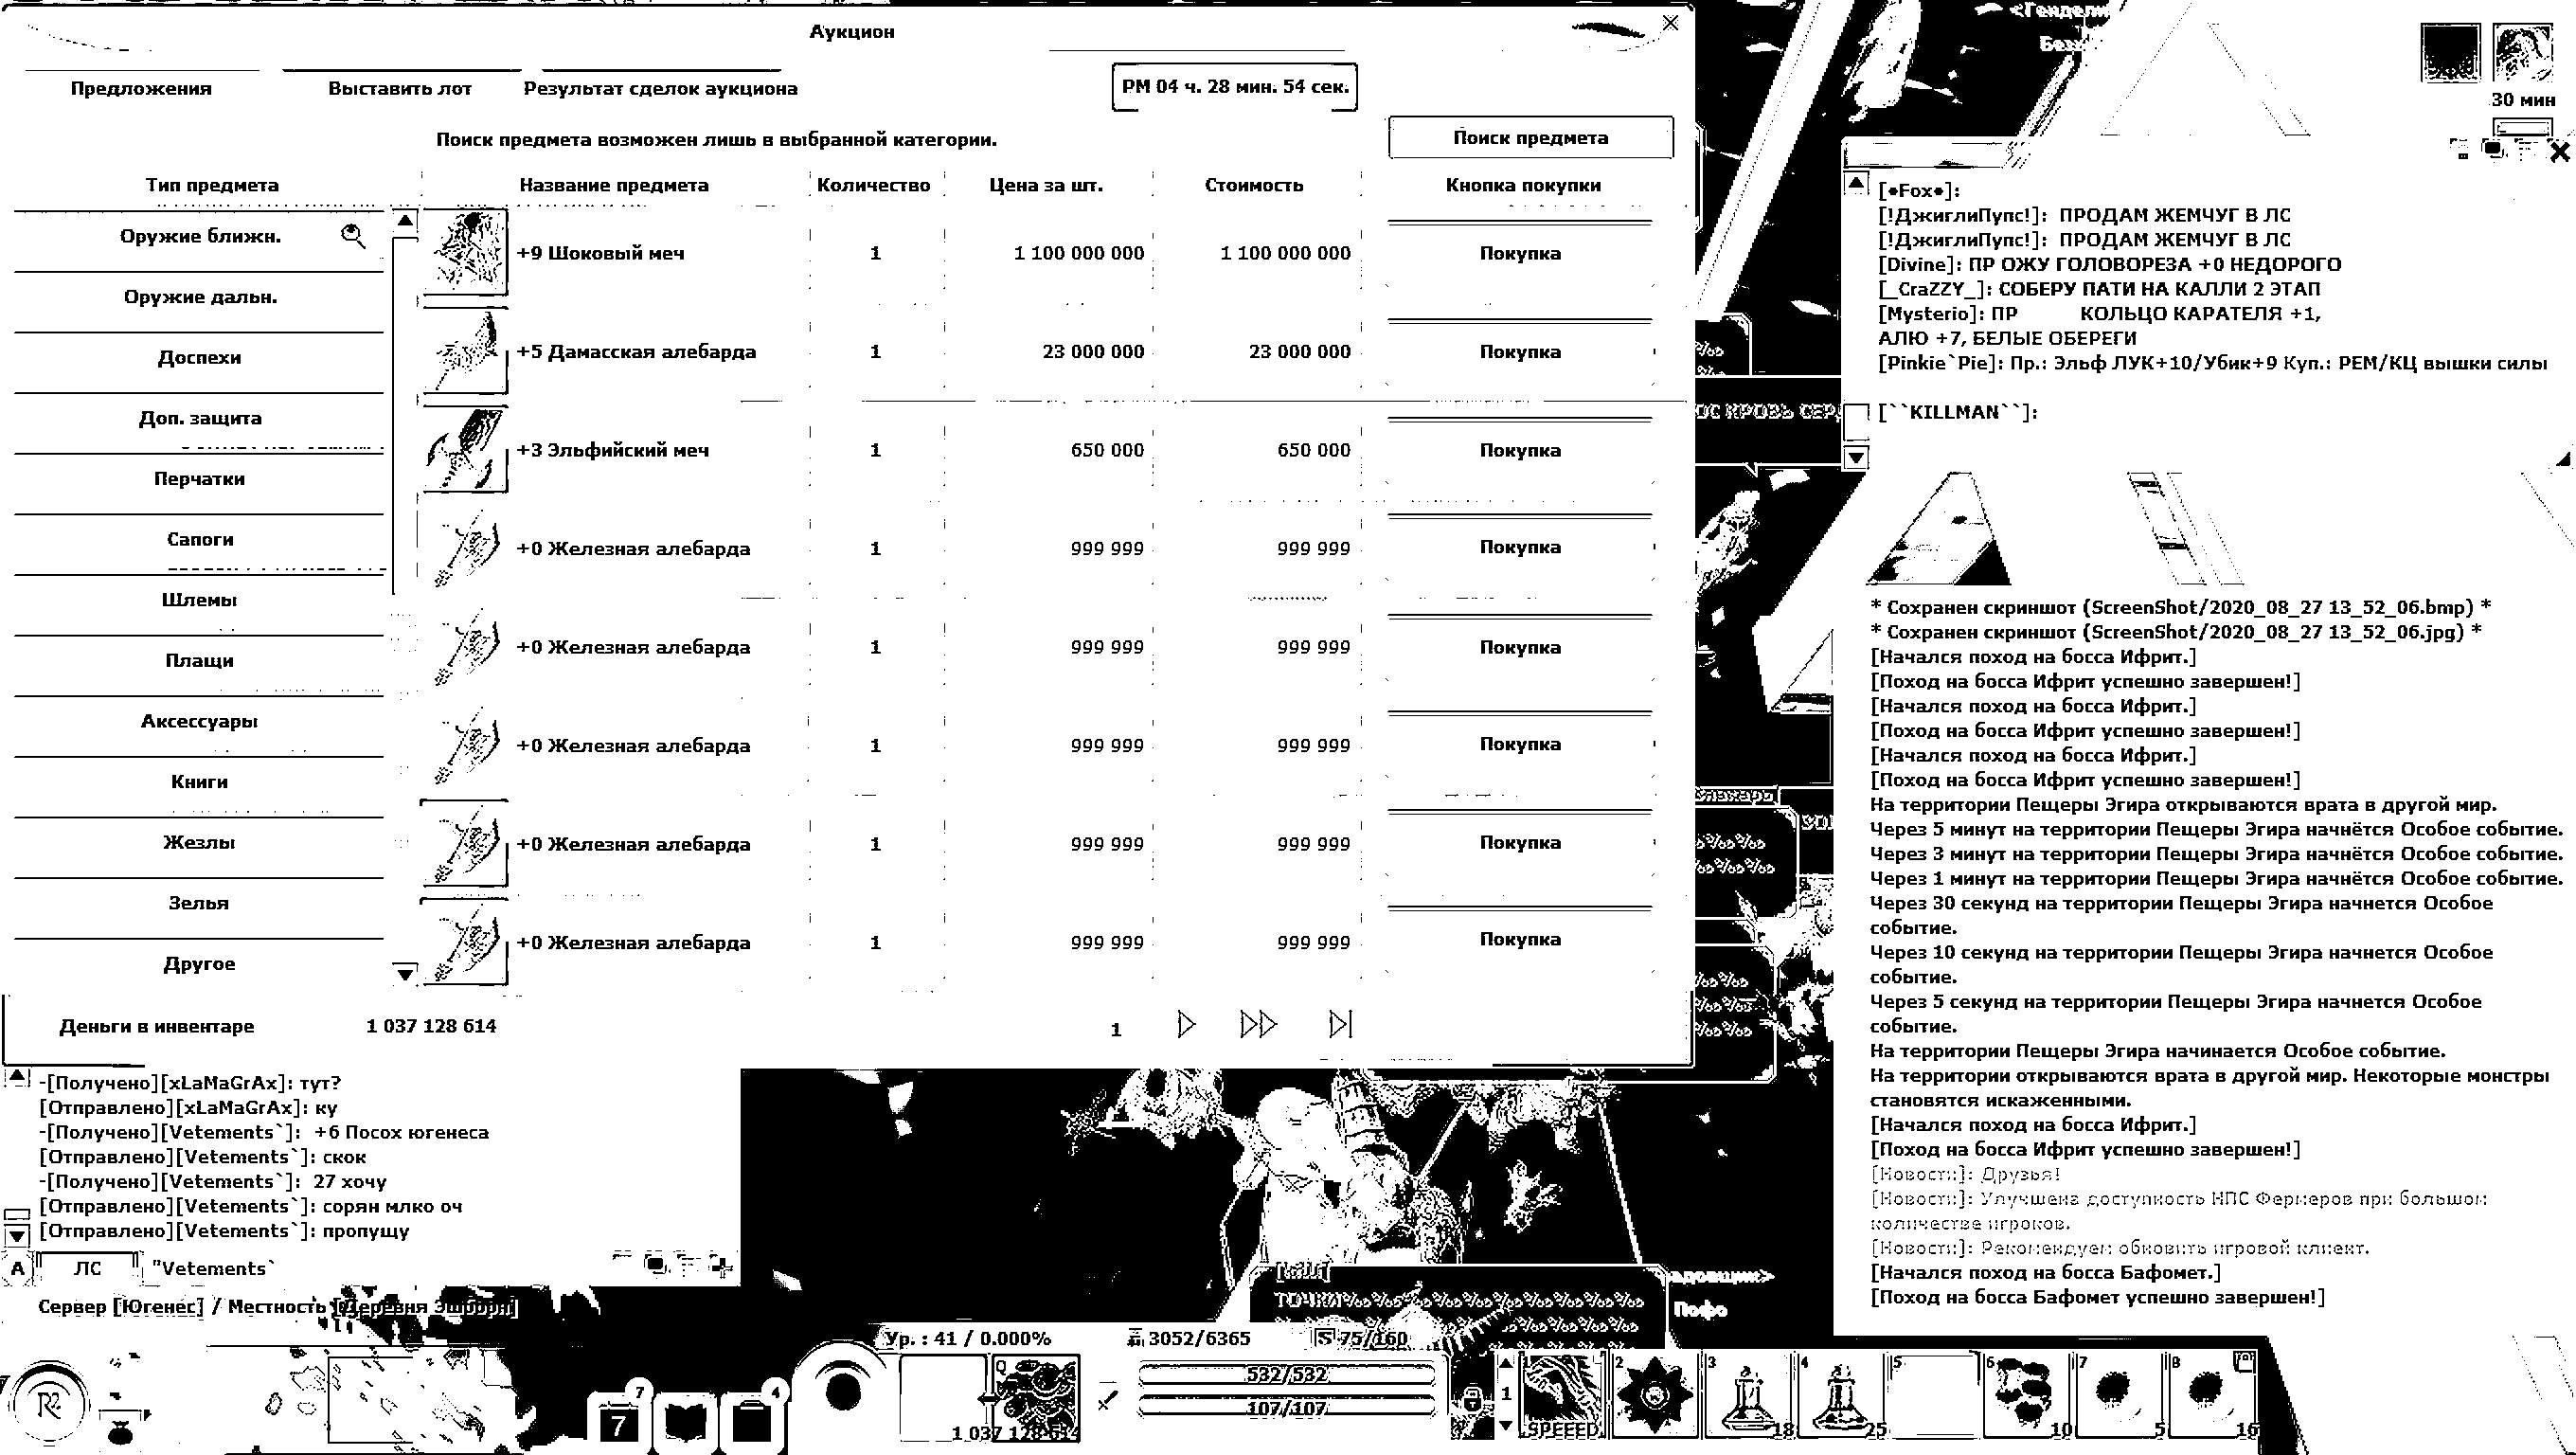 Аукцион
Предложения
Выставить лот
Результат сделок аукциона
PM 04 ч. 28 мин. 54 сек.
Поиск предмета возможен лишь в выбранной категории.
Поиск предмета
Тип предмета
Название предмета
Количество
Цена за шт.
Стоимость
Кнопка покупки
Оружие ближн.
Оружие дальн.
Доспехи
Доп. защита
Перчатки
Сапоги
Шлемы
Плащи
Аксессуары
Книги
Жезлы
Зелья
Другое
+9 Шоковый меч 1 1 100 000 000 1 100 000 000 Покупка
+5 Дамасская алебарда 1 23 000 000 23 000 000 Покупка
+3 Эльфийский меч 1 650 000 650 000 Покупка
+0 Железная алебарда 1 999 999 999 999 Покупка
+0 Железная алебарда 1 999 999 999 999 Покупка
+0 Железная алебарда 1 999 999 999 999 Покупка
+0 Железная алебарда 1 999 999 999 999 Покупка
+0 Железная алебарда 1 999 999 999 999 Покупка
Деньги в инвентаре 1 037 128 614
1
30 мин
[•Fox•]:
[!ДжиглиПупс!]: ПРОДАМ ЖЕМЧУГ В ЛС
[!ДжиглиПупс!]: ПРОДАМ ЖЕМЧУГ В ЛС
[Divine]: ПР ОЖУ ГОЛОВОРЕЗА +0 НЕДОРОГО
[_CraZZY_]: СОБЕРУ ПАТИ НА КАЛЛИ 2 ЭТАП
[Mysterio]: ПР КОЛЬЦО КАРАТЕЛЯ +1,
АЛЮ +7, БЕЛЫЕ ОБЕРЕГИ
[Pinkie`Pie]: Пр.: Эльф ЛУК+10/Убик+9 Куп.: РЕМ/КЦ вышки силы
[``KILLMAN``]:
* Сохранен скриншот (ScreenShot/2020_08_27 13_52_06.bmp) *
* Сохранен скриншот (ScreenShot/2020_08_27 13_52_06.jpg) *
[Начался поход на босса Ифрит.]
[Поход на босса Ифрит успешно завершен!]
[Начался поход на босса Ифрит.]
[Поход на босса Ифрит успешно завершен!]
[Начался поход на босса Ифрит.]
[Поход на босса Ифрит успешно завершен!]
На территории Пещеры Эгира открываются врата в другой мир.
Через 5 минут на территории Пещеры Эгира начнётся Особое событие.
Через 3 минут на территории Пещеры Эгира начнётся Особое событие.
Через 1 минут на территории Пещеры Эгира начнётся Особое событие.
Через 30 секунд на территории Пещеры Эгира начнется Особое
событие.
Через 10 секунд на территории Пещеры Эгира начнется Особое
событие.
Через 5 секунд на территории Пещеры Эгира начнется Особое
событие.
На территории Пещеры Эгира начинается Особое событие.
На территории открываются врата в другой мир. Некоторые монстры
становятся искаженными.
[Начался поход на босса Ифрит.]
[Поход на босса Ифрит успешно завершен!]
[Новости]: Друзья!
[Новости]: Улучшена доступность НПС Фермеров при большом
количестве игроков.
[Новости]: Рекомендуем обновить игровой клиент.
[Начался поход на босса Бафомет.]
[Поход на босса Бафомет успешно завершен!]
-[Получено][xLaMaGrAx]: тут?
[Отправлено][xLaMaGrAx]: ку
-[Получено][Vetements`]: +6 Посох югенеса
[Отправлено][Vetements`]: скок
-[Получено][Vetements`]: 27 хочу
[Отправлено][Vetements`]: сорян млко оч
[Отправлено][Vetements`]: пропущу
А ЛС "Vetements`
Сервер [Югенес] / Местность [Деревня
точки
Пофо
Ур. : 41 / 0.000% 3052/6365 75/160
532/532
107/107
7 7 4
Q
1 037 128 614
1
SPEEED
2 3 4 5 6 7 8
18 25 10 5 16
R2